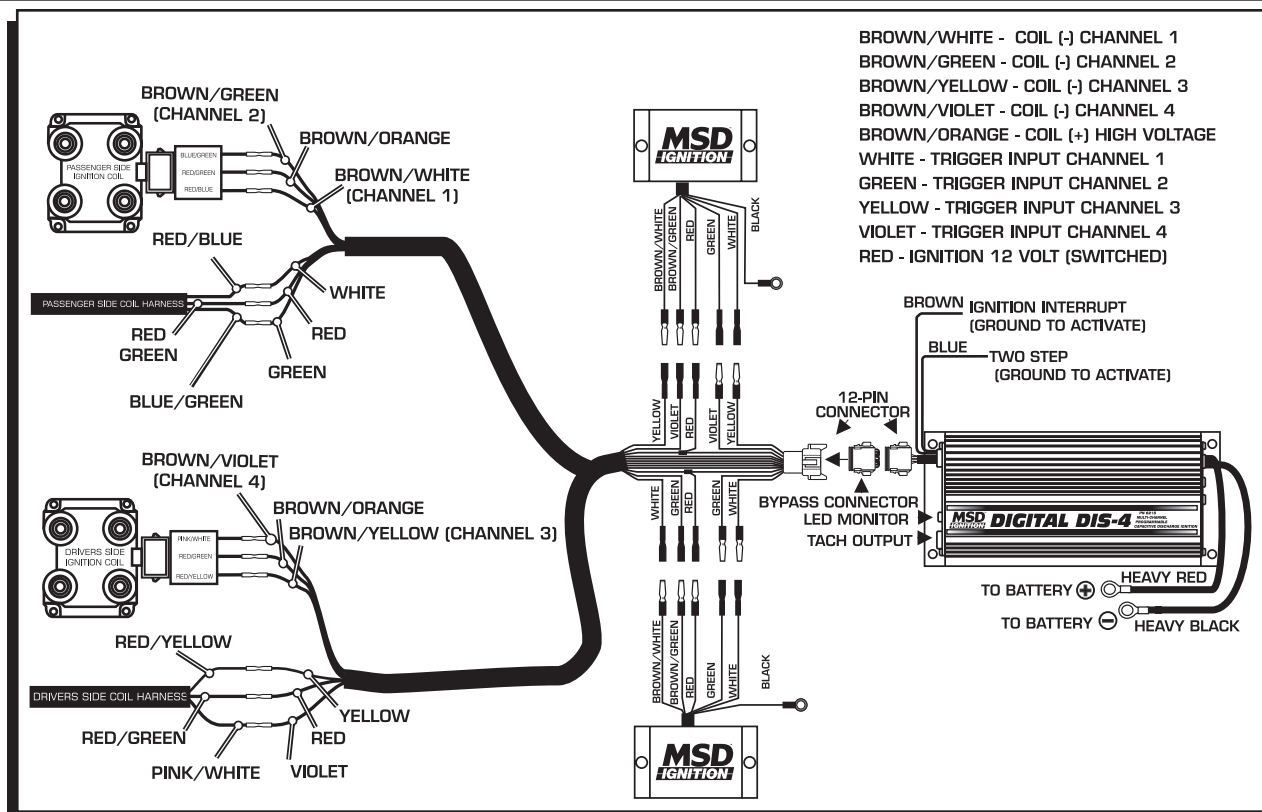 BROWN/WHITE - COIL (-) CHANNEL 1
BROWN/GREEN - COIL (-) CHANNEL 2
BROWN/YELLOW - COIL (-) CHANNEL 3
BROWN/VIOLET - COIL (-) CHANNEL 4
BROWN/ORANGE - COIL (+) HIGH VOLTAGE
WHITE - TRIGGER INPUT CHANNEL 1
GREEN - TRIGGER INPUT CHANNEL 2
YELLOW - TRIGGER INPUT CHANNEL 3
VIOLET - TRIGGER INPUT CHANNEL 4
RED - IGNITION 12 VOLT (SWITCHED)
BROWN/GREEN
(CHANNEL 2)
BROWN/ORANGE
BROWN/WHITE
(CHANNEL 1)
PASSENGER SIDE
IGNITION COIL
BLUE/GREEN
RED/GREEN
RED/BLUE
RED/BLUE
WHITE
PASSENGER SIDE COIL HARNESS
RED
GREEN
RED
GREEN
BLUE/GREEN
BROWN/VIOLET
(CHANNEL 4)
BROWN/ORANGE
BROWN/YELLOW (CHANNEL 3)
DRIVERS SIDE
IGNITION COIL
PINK/WHITE
RED/GREEN
RED/YELLOW
RED/YELLOW
DRIVERS SIDE COIL HARNESS
YELLOW
RED/GREEN
RED
PINK/WHITE
VIOLET
MSD
IGNITION
BROWN/WHITE
BROWN/GREEN
RED
GREEN
WHITE
BLACK
YELLOW
VIOLET
RED
VIOLET
YELLOW
WHITE
GREEN
RED
GREEN
WHITE
BROWN/WHITE
BROWN/GREEN
RED
GREEN
WHITE
BLACK
MSD
IGNITION
BROWN
IGNITION INTERRUPT
(GROUND TO ACTIVATE)
BLUE
TWO STEP
(GROUND TO ACTIVATE)
12-PIN
CONNECTOR
BYPASS CONNECTOR
LED MONITOR
TACH OUTPUT
MSD
IGNITION
DIGITAL DIS-4
PN 6215
MULTI-CHANNEL
PROGRAMMABLE
CAPACITIVE DISCHARGE IGNITION
TO BATTERY +
HEAVY RED
TO BATTERY -
HEAVY BLACK